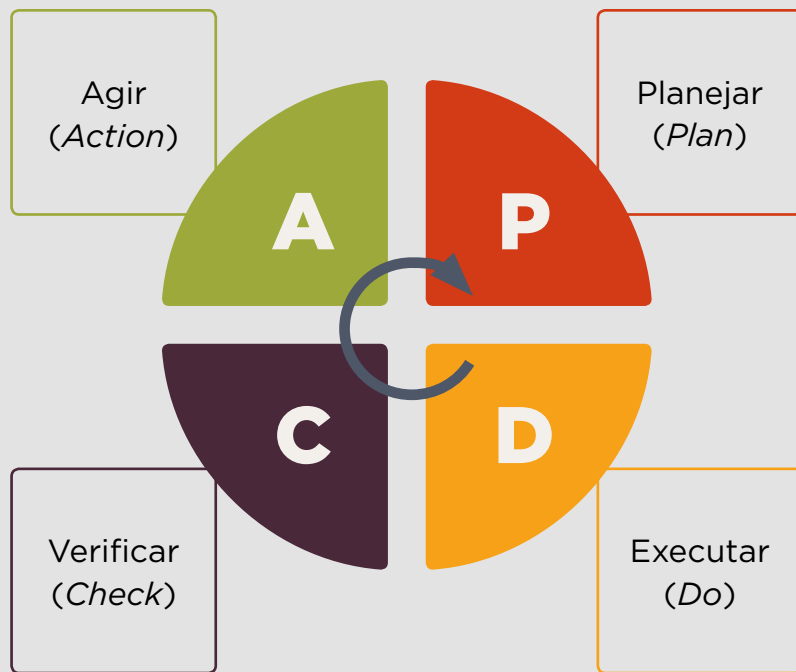 Agir
(Action)
Planejar
(Plan)
A
P
C
D
Verificar
(Check)
Executar
(Do)